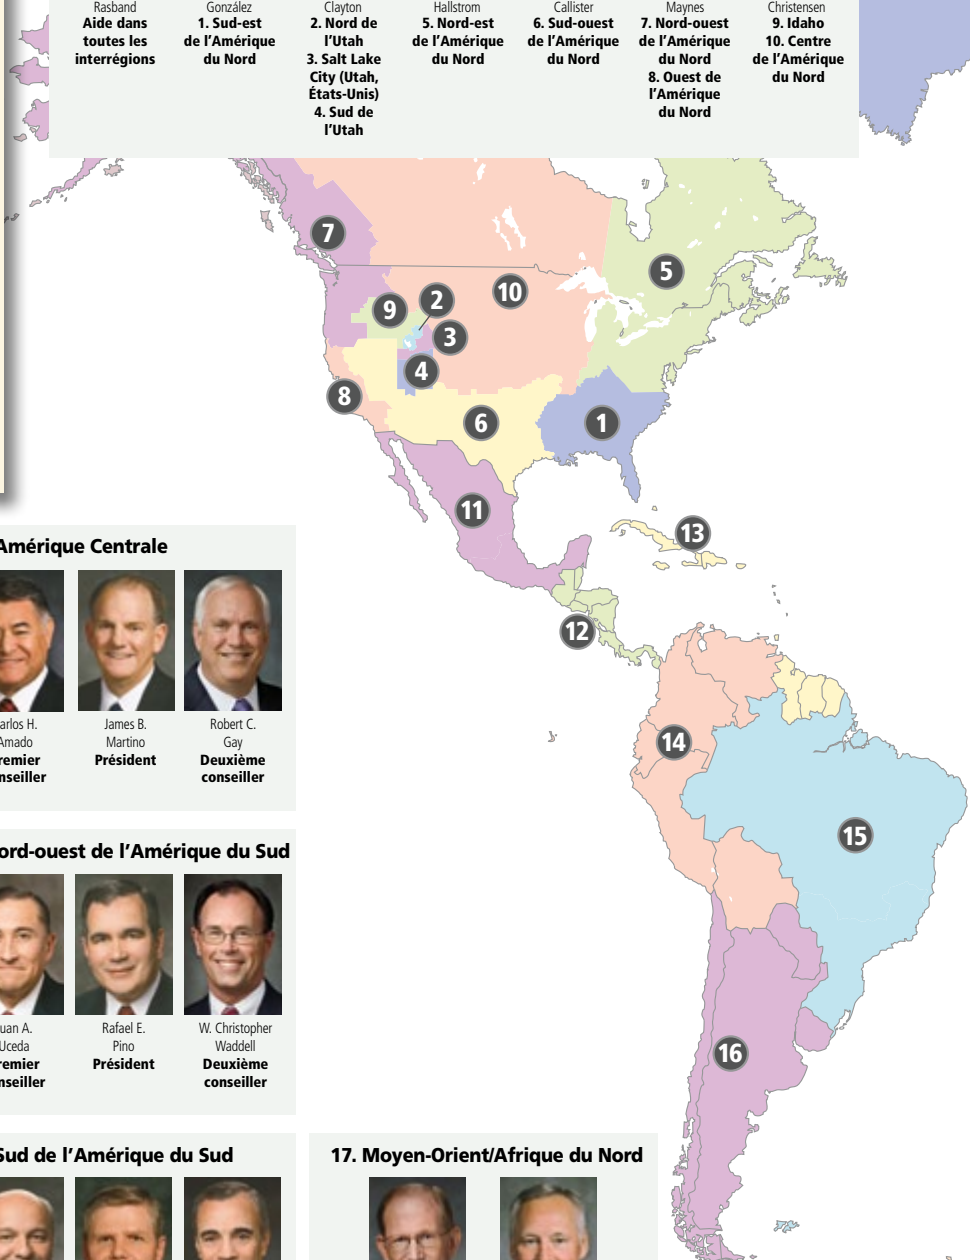 Rasband
Aide dans
toutes les
interrégions
González
1. Sud-est
de l’Amérique
du Nord
Clayton
2. Nord de
l’Utah
3. Salt Lake
City (Utah,
États-Unis)
4. Sud de
l’Utah
Hallstrom
5. Nord-est
de l’Amérique
du Nord
Callister
6. Sud-ouest
de l’Amérique
du Nord
Maynes
7. Nord-ouest
de l’Amérique
du Nord
8. Ouest de
l’Amérique
du Nord
Christensen
9. Idaho
10. Centre
de l’Amérique
du Nord
7
5
10
2
9
3
4
8
6
1
11
13
12
14
15
16
Amérique Centrale
arlos H.
Amado
remier
nseiller
James B.
Martino
Président
Robert C.
Gay
Deuxième
conseiller
ord-ouest de l’Amérique du Sud
uan A.
Uceda
remier
nseiller
Rafael E.
Pino
Président
W. Christopher
Waddell
Deuxième
conseiller
Sud de l’Amérique du Sud
17. Moyen-Orient/Afrique du Nord